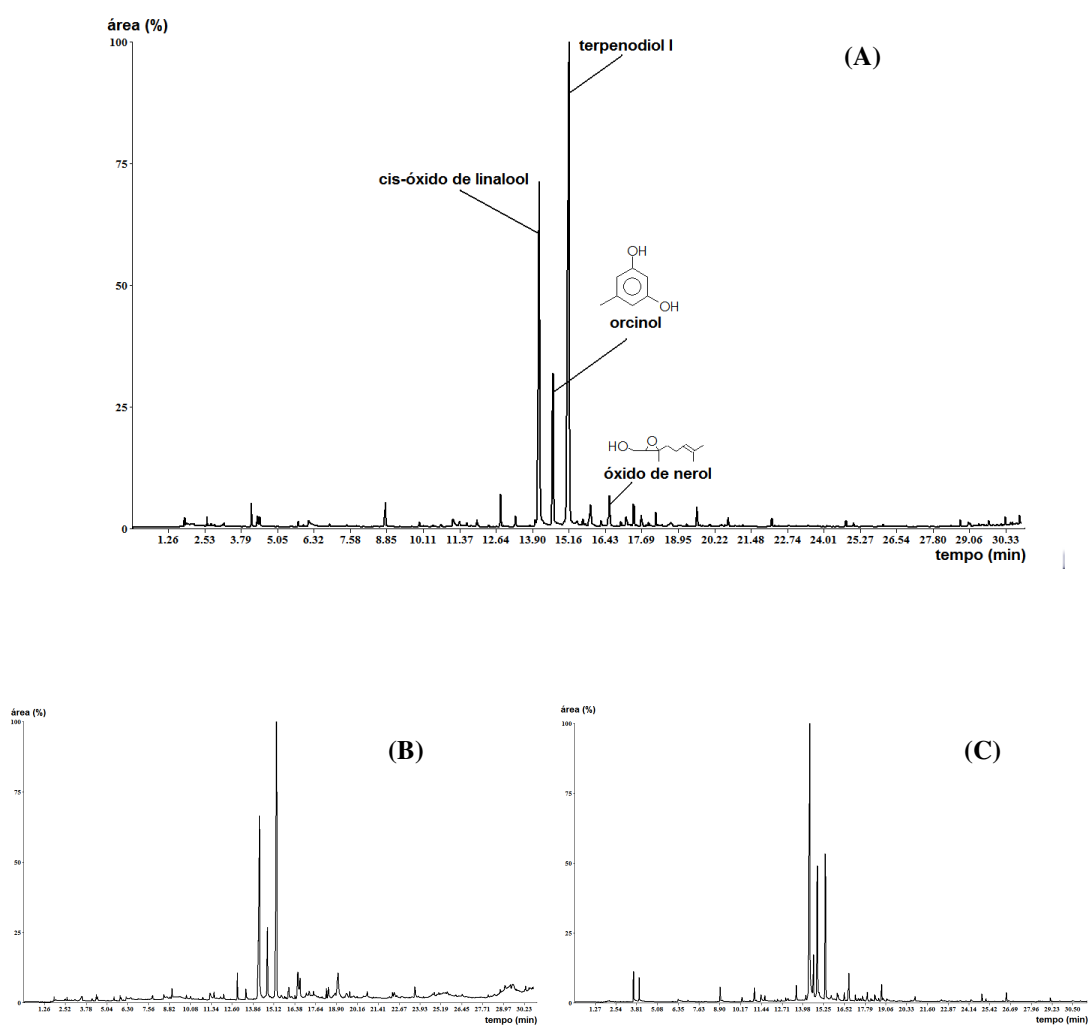 área (%)
100
terpenodiol I
(A)
75
cis-óxido de linalool
OH
50
OH
orcinol
25
HO
O
óxido de nerol
0
1.26 2.53 3.79 5.05 6.32 7.58 8.85 10.11 11.37 12.64 13.90 15.16 16.43 17.69 18.95 20.22 21.48 22.74 24.01 25.27 26.54 27.80 29.06 30.33
tempo (min)
área (%)
100
(B)
75
50
25
0
1.26 2.53 3.78 5.04 6.30 7.56 8.82 10.08 11.34 12.60 13.86 15.12 16.38 17.64 18.90 20.16 21.41 22.67 23.93 25.19 26.45 27.71 28.97 30.23
tempo (min)
área (%)
100
(C)
75
50
25
0
1.27 2.54 3.81 5.08 6.35 7.63 8.90 10.17 11.44 12.71 13.98 15.25 16.52 17.79 19.06 20.33 21.60 22.88 24.14 25.42 26.69 27.96 29.23 30.50
tempo (min)